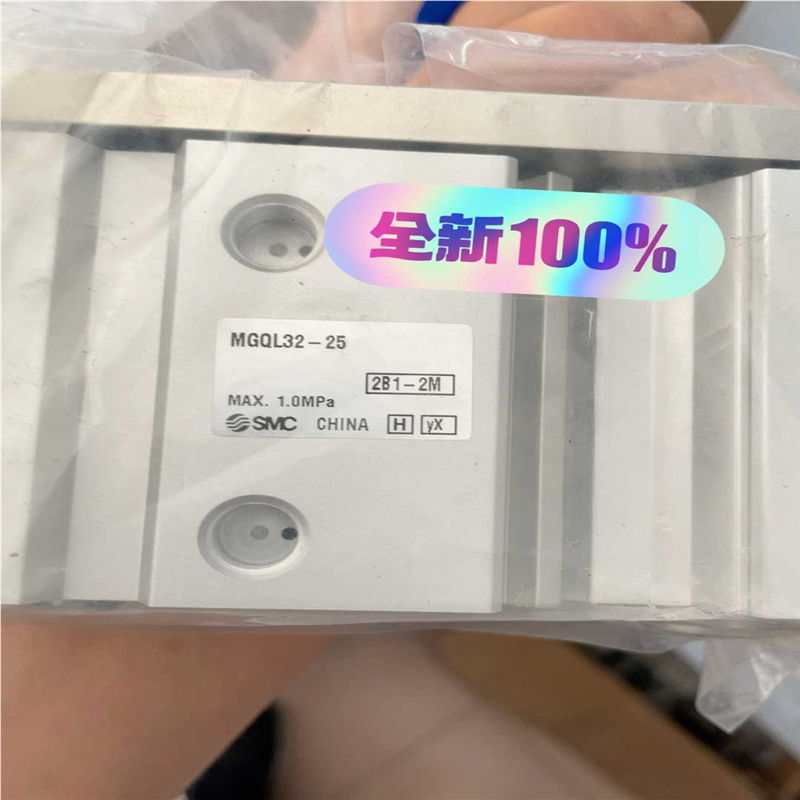 全新100%
MGQL32-25
2B1-2M
MAX. 1.0MPa
SMC CHINA H yX